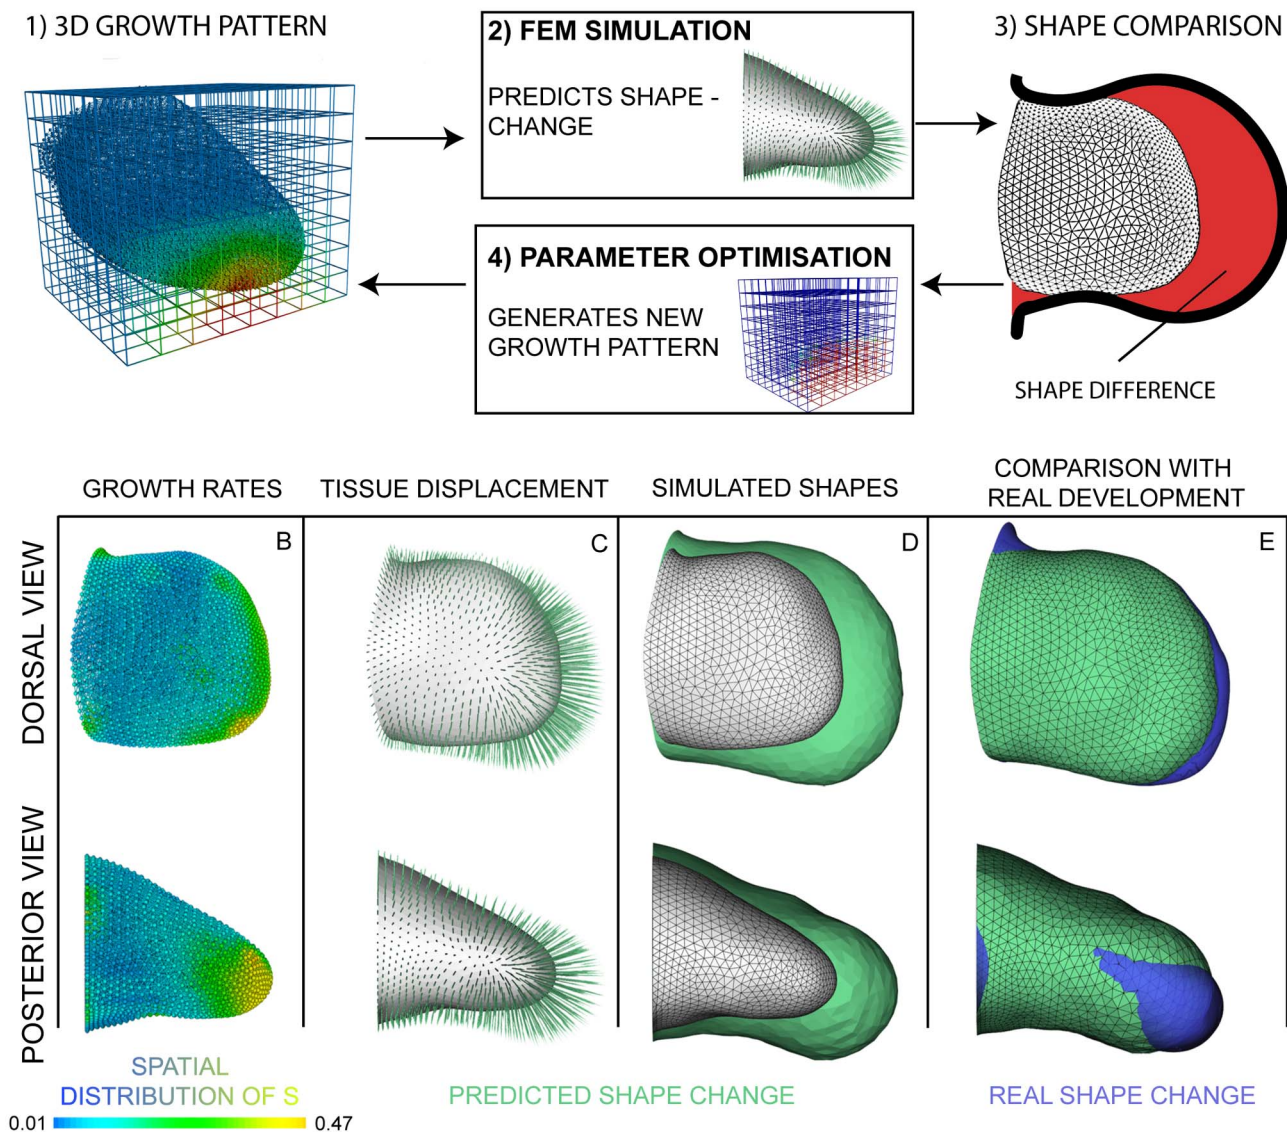 1) 3D GROWTH PATTERN
2) FEM SIMULATION
PREDICTS SHAPE -
CHANGE
3) SHAPE COMPARISON
4) PARAMETER OPTIMISATION
GENERATES NEW
GROWTH PATTERN
SHAPE DIFFERENCE
GROWTH RATES
TISSUE DISPLACEMENT
SIMULATED SHAPES
COMPARISON WITH
REAL DEVELOPMENT
B
C
D
E
DORSAL VIEW
POSTERIOR VIEW
SPATIAL
DISTRIBUTION OF S
0.01
0.47
PREDICTED SHAPE CHANGE
REAL SHAPE CHANGE